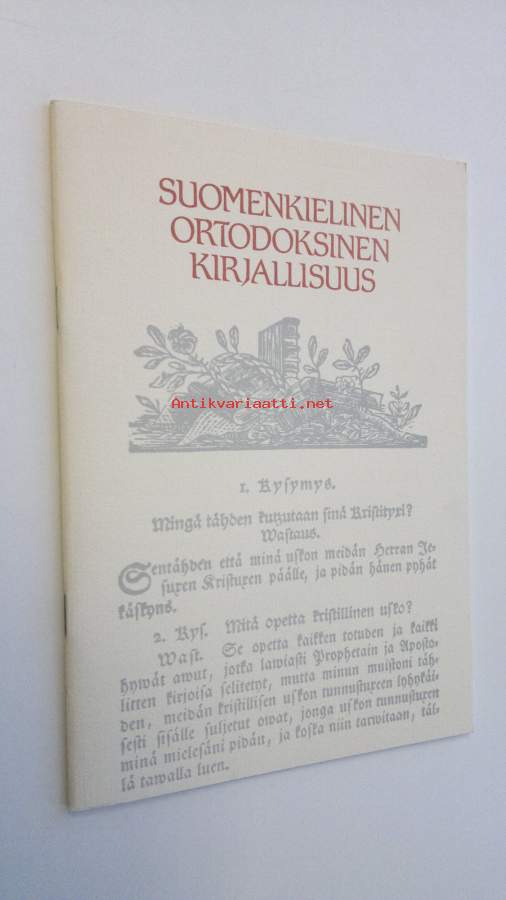 SUOMENKIELINEN
ORTODOKSINEN
KIRJALLISUUS
Antikvariaatti.net
1. Kysymys.
Mingä tähden kutzutaan sinä Kristityxi?
Wastaus.
Sentähden että minä uskon meidän Herran Je-
suxen Kristuxen päälle, ja pidän hänen pyhät
käskyns.
2. Kys. Mitä opetta kristillinen usko?
Wast. Se opetta kaikken totuden ja kaikki
hywät awut, jotka lawiasti Prophetain ja Aposto-
litten kirjoisa selitetyt, mutta minun muistoni täh-
den, meidän kristillisen uskon tunnustuxeen lyhykäi-
sesti sisälle suljetut owat, jonga uskon tunnustuxen
minä mielesäni pidän, ja koska niin tarwitaan, täl-
lä tawalla luen.